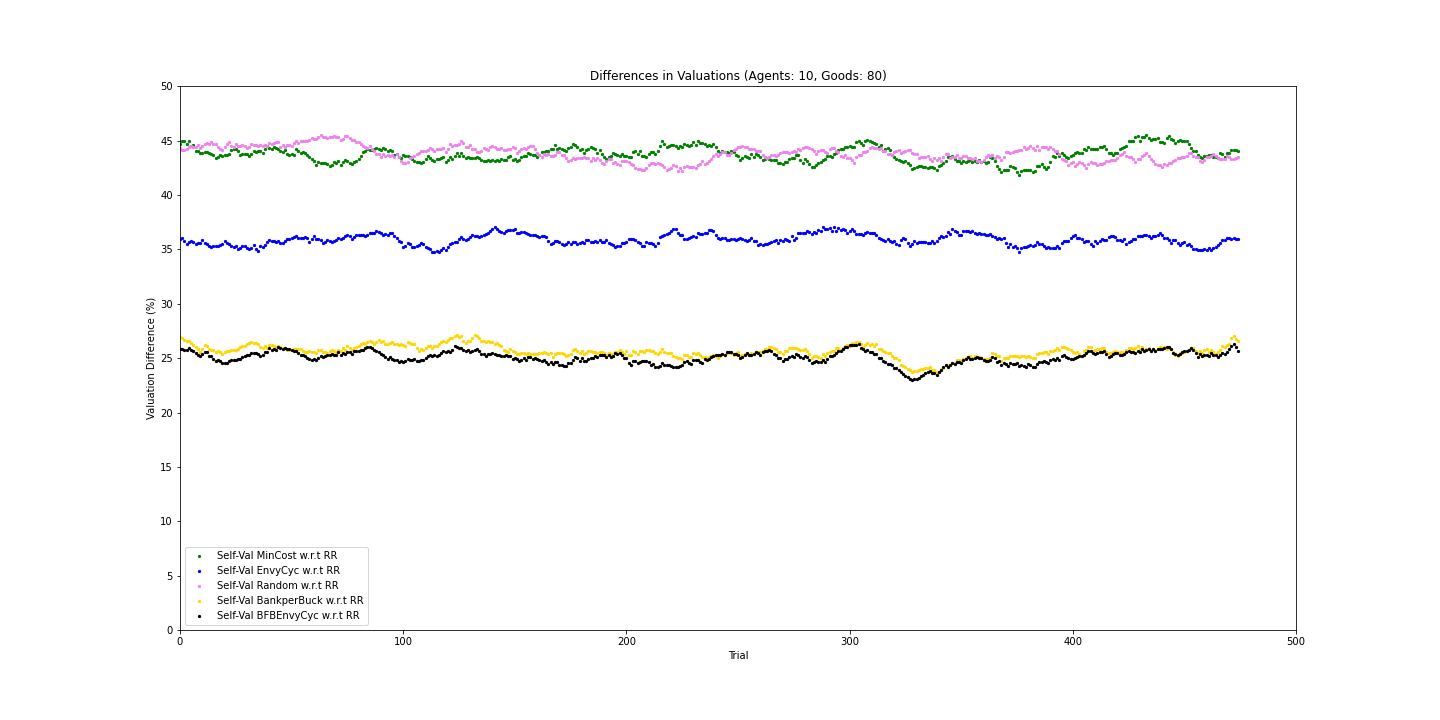 Differences in Valuations (Agents: 10, Goods: 80)
50
45
40
35
30
25
20
15
10
5
0
Valuation Difference (%)
Self-Val MinCost w.r.t RR
Self-Val EnvyCyc w.r.t RR
Self-Val Random w.r.t RR
Self-Val BankperBuck w.r.t RR
Self-Val BFBEnvyCyc w.r.t RR
0 100 200 300 400 500
Trial